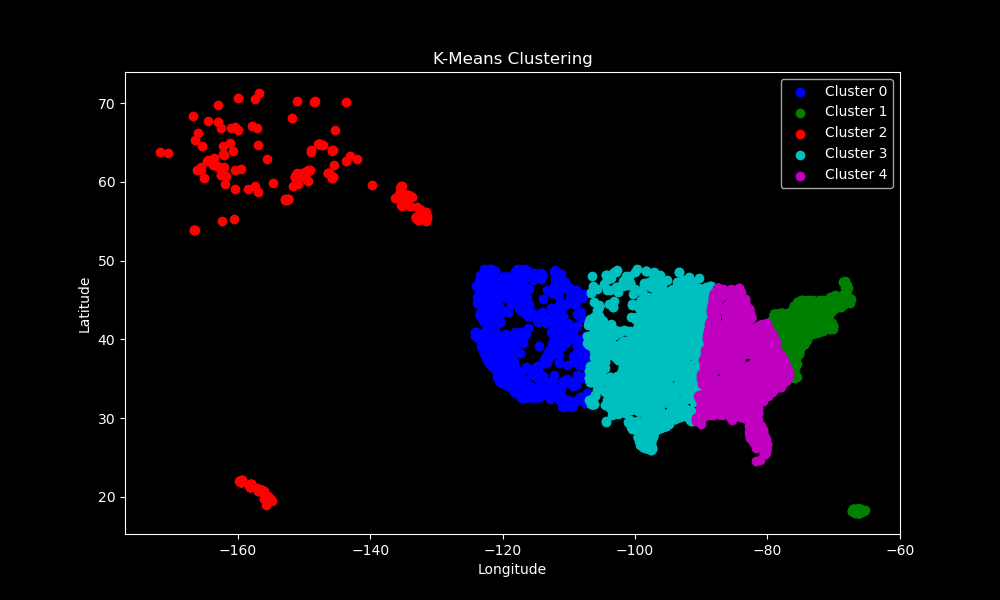 K-Means Clustering
Cluster 0
Cluster 1
Cluster 2
Cluster 3
Cluster 4
Latitude
70
60
50
40
30
20
−160
−140
−120
−100
−80
−60
Longitude